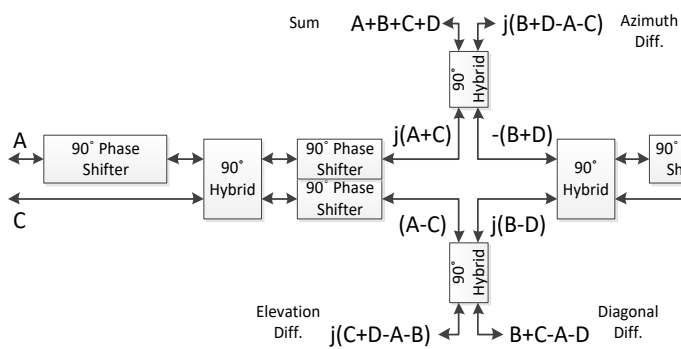 Sum
A+B+C+D
j(B+D-A-C)
Azimuth
Diff.
90°
Hybrid
A
90° Phase
Shifter
90°
Hybrid
90° Phase
Shifter
90° Phase
Shifter
j(A+C)
-(B+D)
90°
Hybrid
90°
C
(A-C)
j(B-D)
90°
Hybrid
Elevation
Diff.
j(C+D-A-B)
B+C-A-D
Diagonal
Diff.